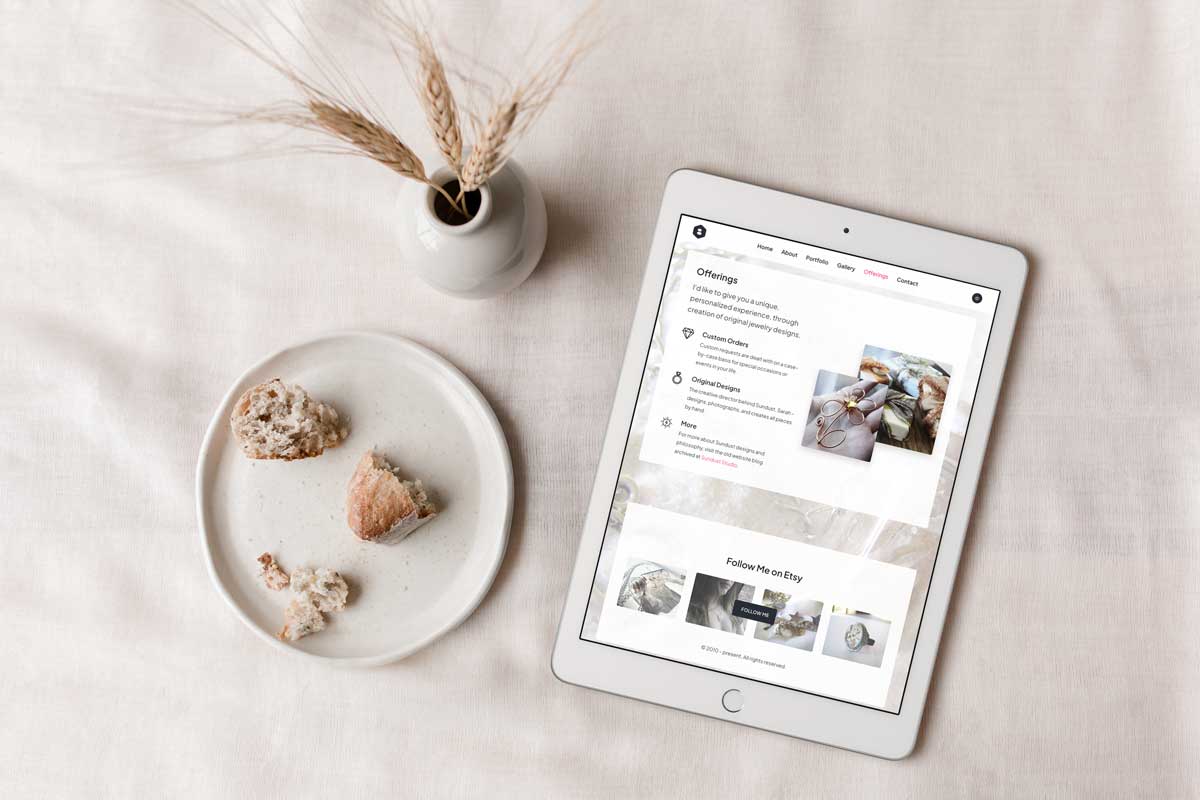 Home About Portfolio Gallery Offerings Contact
Offerings
I'd like to give you a unique,
personalized experience, through
creation of original jewelry designs.
Custom Orders
Custom requests are dealt with on a case-
by-case basis for special occasions or
events in your life.
Original Designs
The creative director behind Sundust, Sarah -
designs, photographs, and creates all pieces
by hand.
More
For more about Sundust designs and
philosophy, visit the old website blog
archived at Sundust Studio.
Follow Me on Etsy
FOLLOW ME
© 2010 - present. All rights reserved.